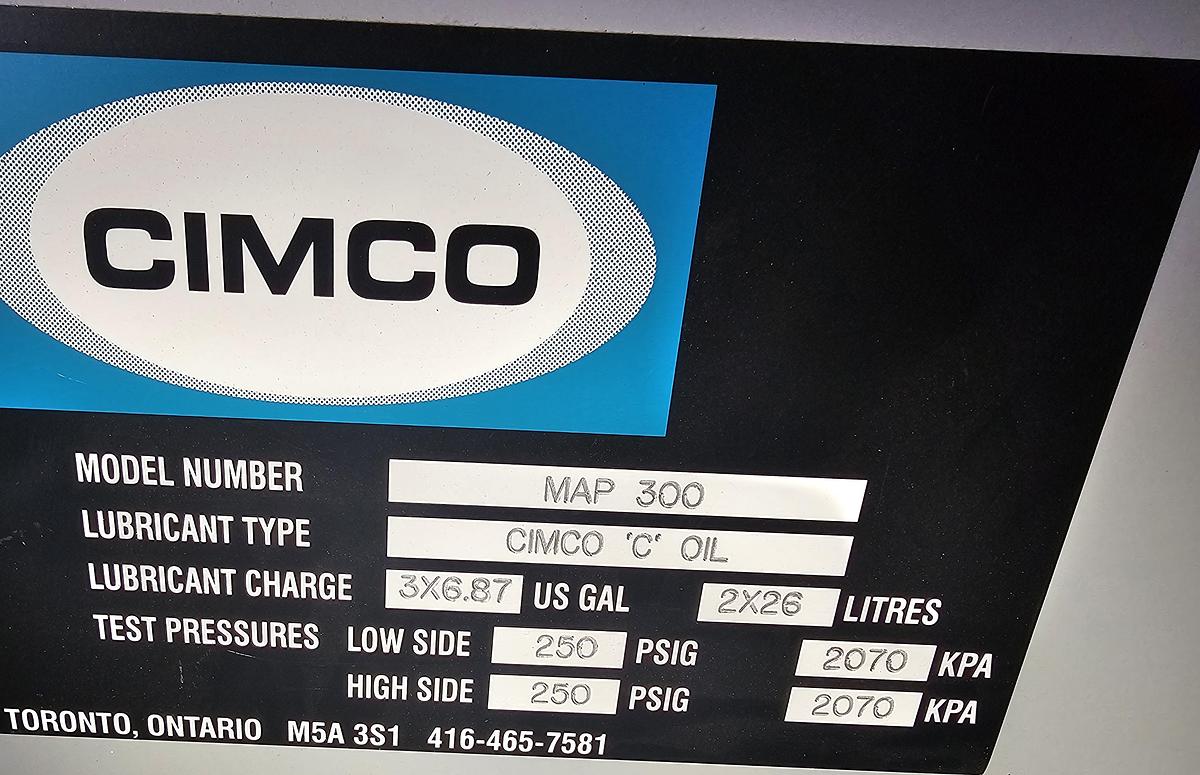 CIMCO
MODEL NUMBER MAP 300
LUBRICANT TYPE CIMCO 'C' OIL
LUBRICANT CHARGE 3X6.87 US GAL 2X26 LITRES
TEST PRESSURES LOW SIDE 250 PSIG 2070 KPA
HIGH SIDE 250 PSIG 2070 KPA
TORONTO, ONTARIO M5A 3S1 416-465-7581